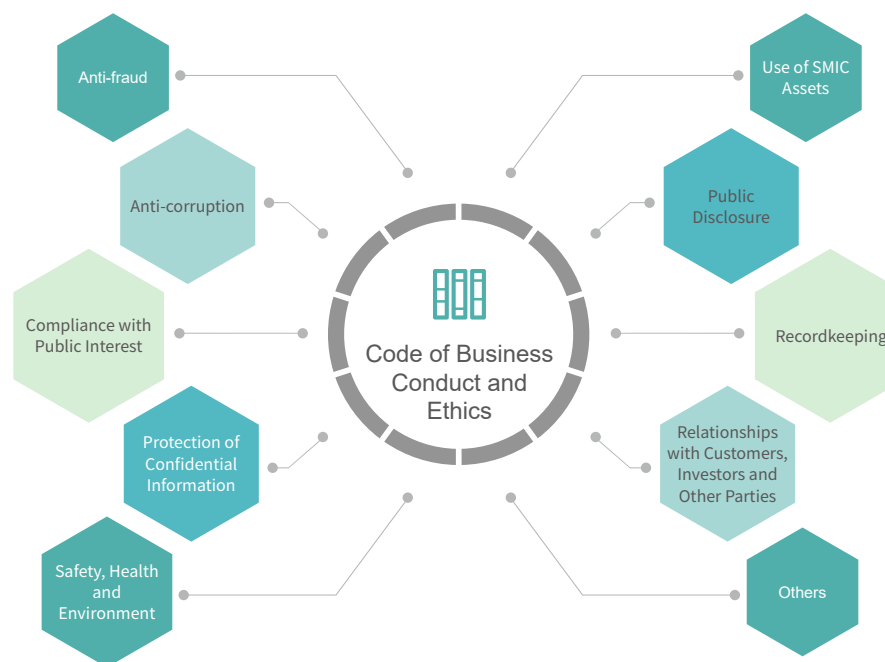 Anti-fraud
Use of SMIC
Assets
Anti-corruption
Public
Disclosure
Compliance with
Public Interest
Code of Business
Conduct and
Ethics
Recordkeeping
Protection of
Confidential
Information
Relationships
with Customers,
Investors and
Other Parties
Safety, Health
and
Environment
Others